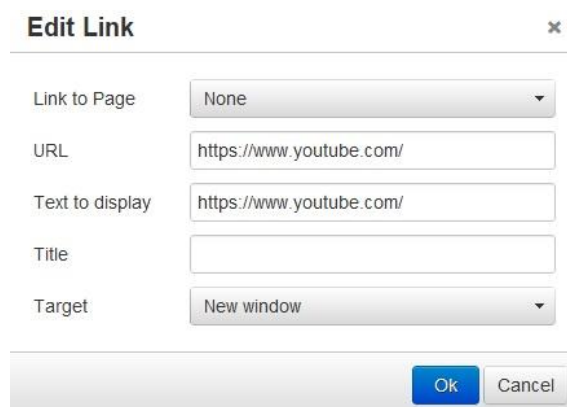 Edit Link ×
Link to Page None
URL https://www.youtube.com/
Text to display https://www.youtube.com/
Title
Target New window
Ok Cancel